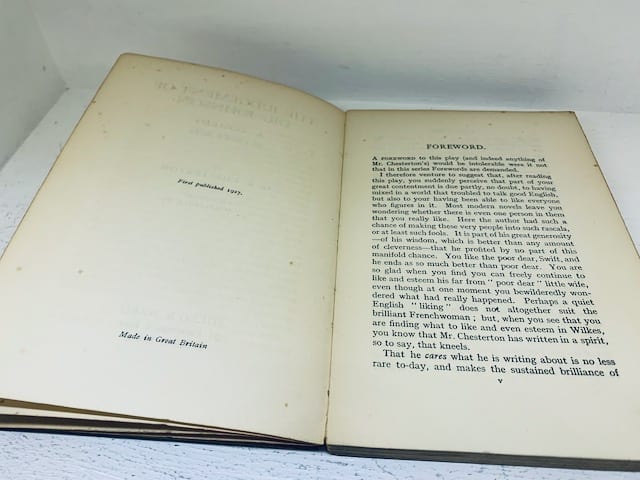 First published 1927.
Made in Great Britain
FOREWORD.
A FOREWORD to this play (and indeed anything of
Mr. Chesterton's) would be intolerable were it not
that in this series Forewords are demanded.
I therefore venture to suggest that, after reading
this play, you suddenly perceive that part of your
great contentment is due partly, no doubt, to having
mixed in a world that troubled to talk good English,
but also to your having been able to like everyone
who figures in it. Most modern novels leave you
wondering whether there is even one person in them
that you really like. Here the author had such a
chance of making these very people into such rascals,
or at least such fools. It is part of his great generosity
—of his wisdom, which is better than any amount
of cleverness—that he profited by no part of this
manifold chance. You like the poor dear, Swift, and
he ends as so much better than poor dear. You are
so glad when you find you can freely continue to
like and esteem his far from " poor dear " little wife,
even though at one moment you bewilderedly won-
dered what had really happened. Perhaps a quiet
English " liking " does not altogether suit the
brilliant Frenchwoman ; but, when you see that you
are finding what to like and even esteem in Wilkes,
you know that Mr. Chesterton has written in a spirit,
so to say, that kneels.
That he cares what he is writing about is no less
rare to-day, and makes the sustained brilliance of
v